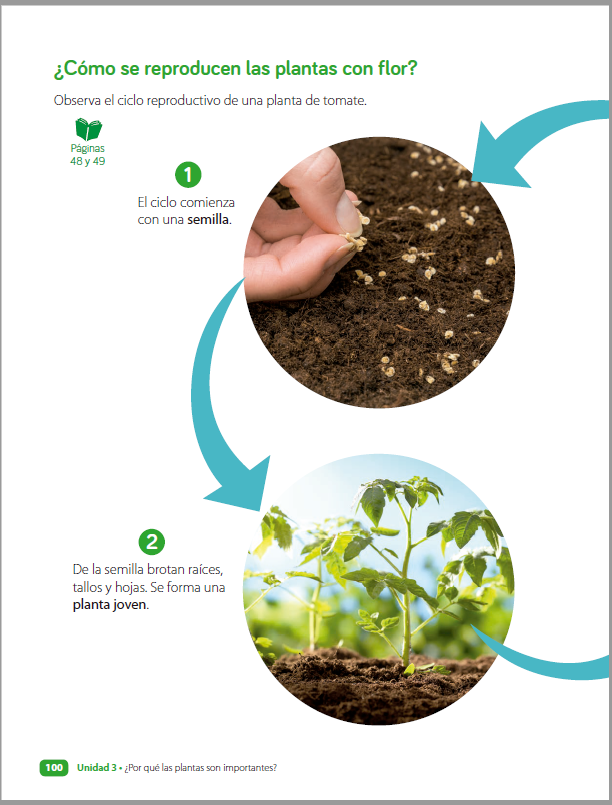 ¿Cómo se reproducen las plantas con flor?
Observa el ciclo reproductivo de una planta de tomate.
Páginas
48 y 49
1
El ciclo comienza
con una semilla.
2
De la semilla brotan raíces,
tallos y hojas. Se forma una
planta joven.
100 Unidad 3 • ¿Por qué las plantas son importantes?